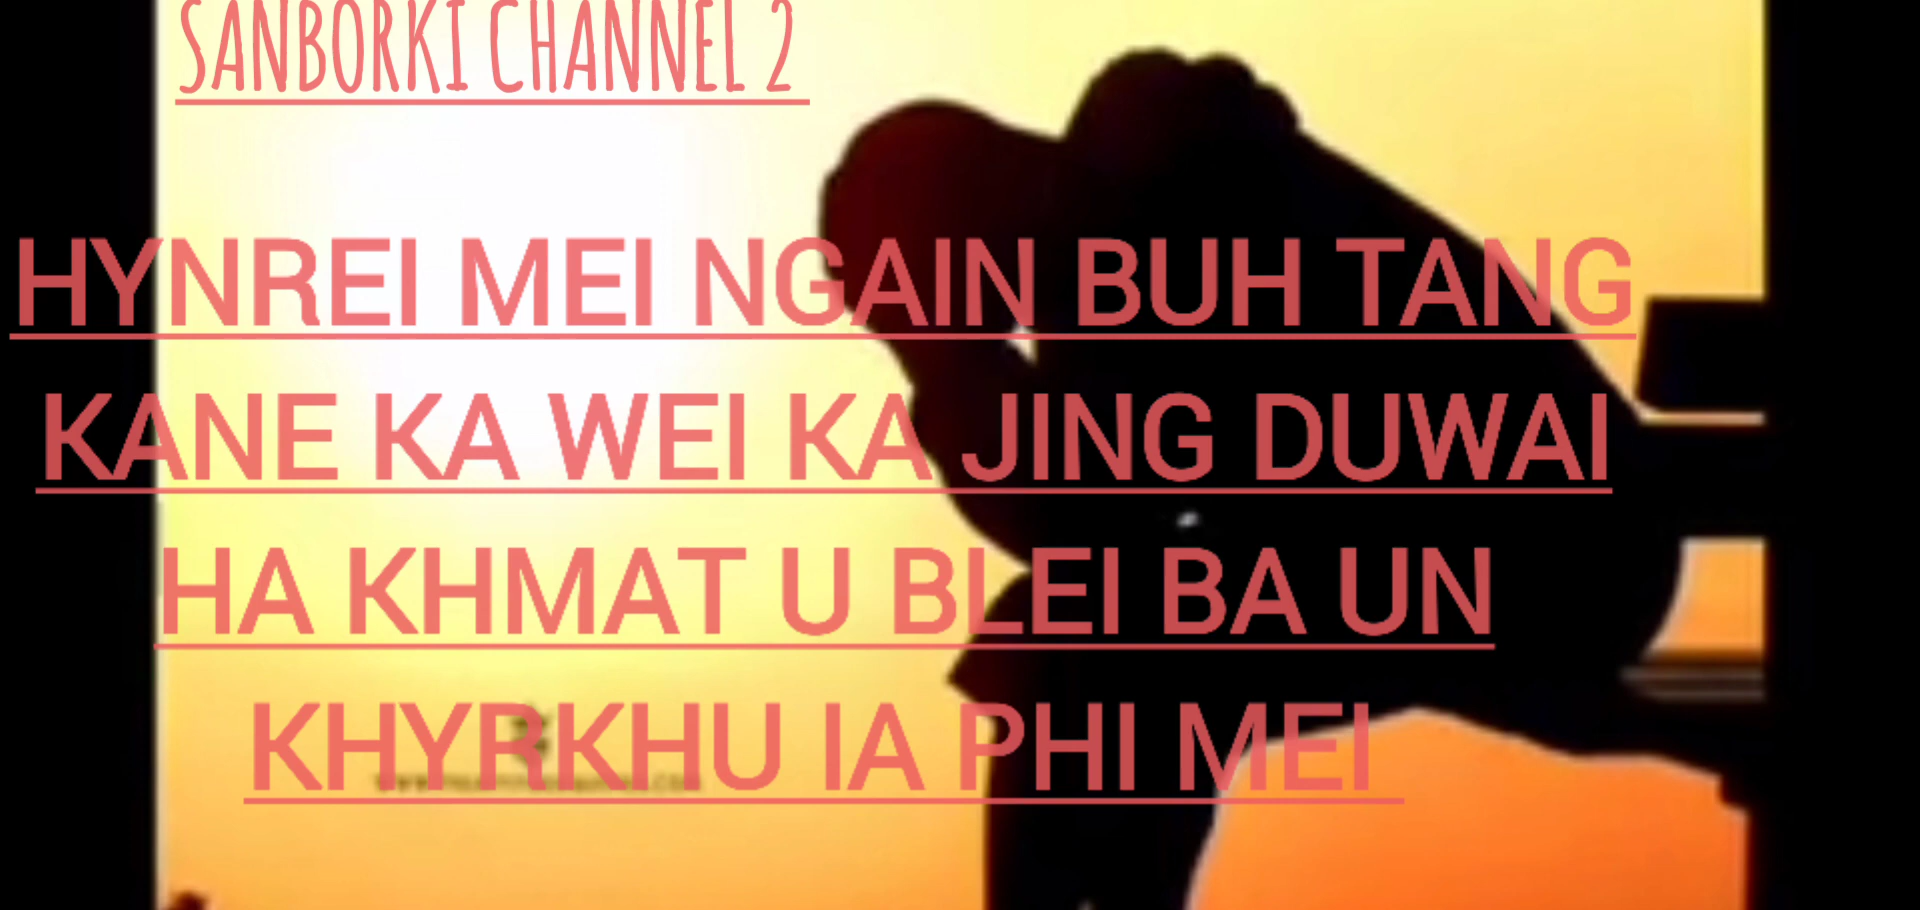 SANBORKI CHANNEL 2
HYNREI MEI NGAIN BUH TANG
KANE KA WEI KA JING DUWAI
HA KHMAT U BLEI BA UN
KHYRKHU IA PHI MEI